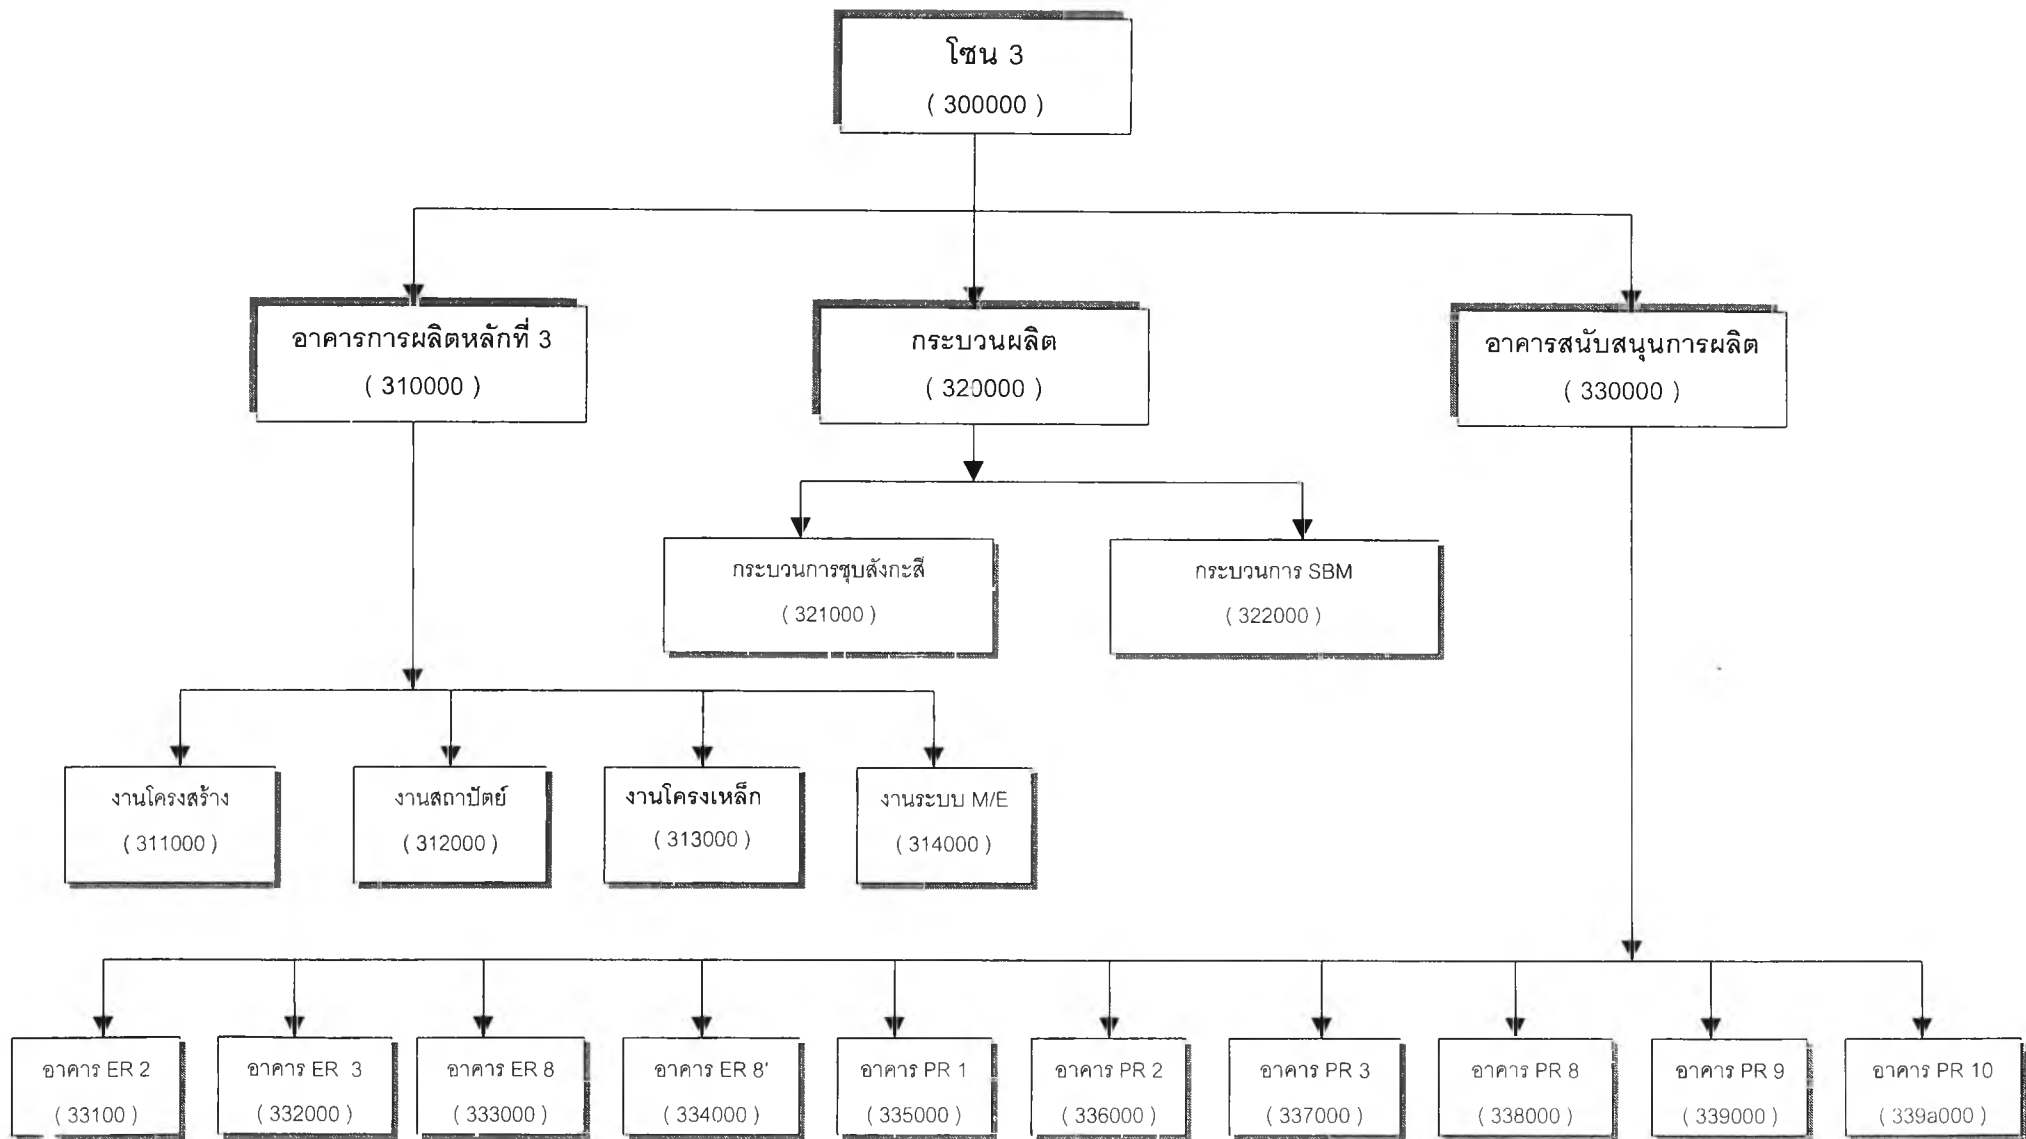 โซน 3
( 300000 )
อาคารการผลิตหลักที่ 3
( 310000 )
กระบวนผลิต
( 320000 )
อาคารสนับสนุนการผลิต
( 330000 )
กระบวนการชุบสังกะสี
( 321000 )
กระบวนการ SBM
( 322000 )
งานโครงสร้าง
( 311000 )
งานสถาปัตย์
( 312000 )
งานโครงเหล็ก
( 313000 )
งานระบบ M/E
( 314000 )
อาคาร ER 2
( 33100 )
อาคาร ER 3
( 332000 )
อาคาร ER 8
( 333000 )
อาคาร ER 8'
( 334000 )
อาคาร PR 1
( 335000 )
อาคาร PR 2
( 336000 )
อาคาร PR 3
( 337000 )
อาคาร PR 8
( 338000 )
อาคาร PR 9
( 339000 )
อาคาร PR 10
( 339a000 )